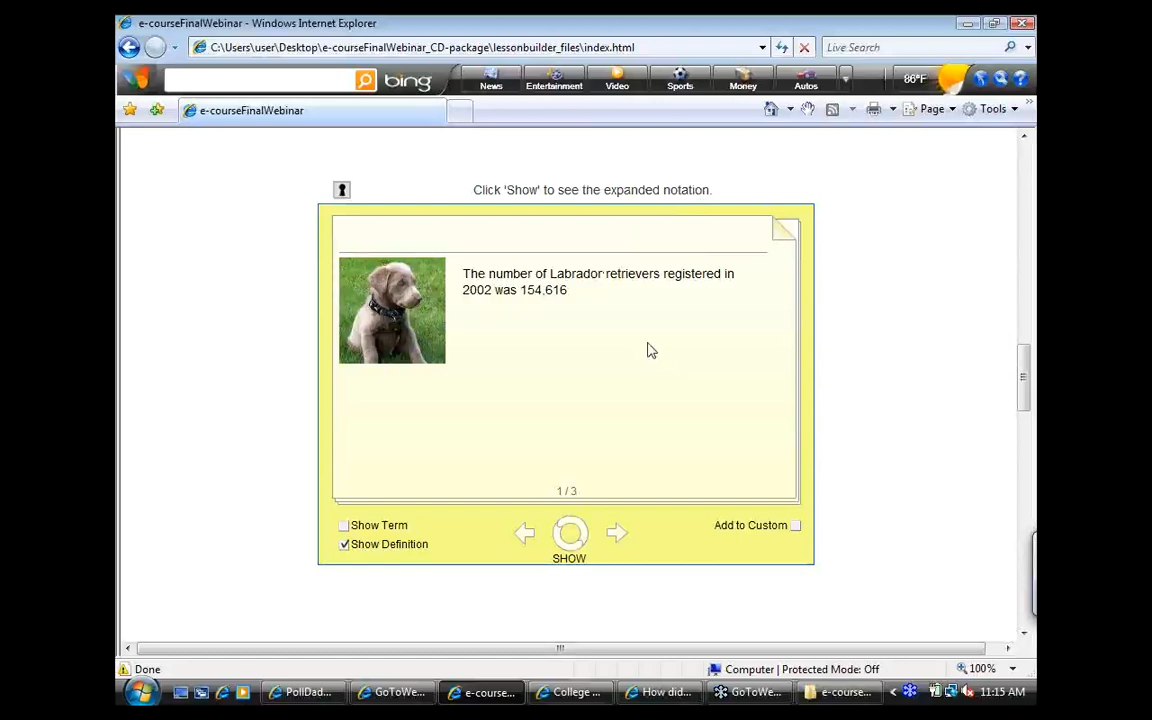 e-courseFinalWebinar - Windows Internet Explorer
C:\Users\user\Desktop\e-courseFinalWebinar_CD-package\lessonbuilder_files\index.html
Live Search
bing
News
Entertainment
Video
Sports
Money
Autos
86°F
e-courseFinalWebinar
Page
Tools
Click 'Show' to see the expanded notation.
The number of Labrador retrievers registered in
2002 was 154,616
1 / 3
Show Term
Add to Custom
Show Definition
SHOW
Done
Computer | Protected Mode: Off
100%
PollDad...
GoToWe...
e-course...
College ...
How did...
GoToWe...
e-course...
11:15 AM